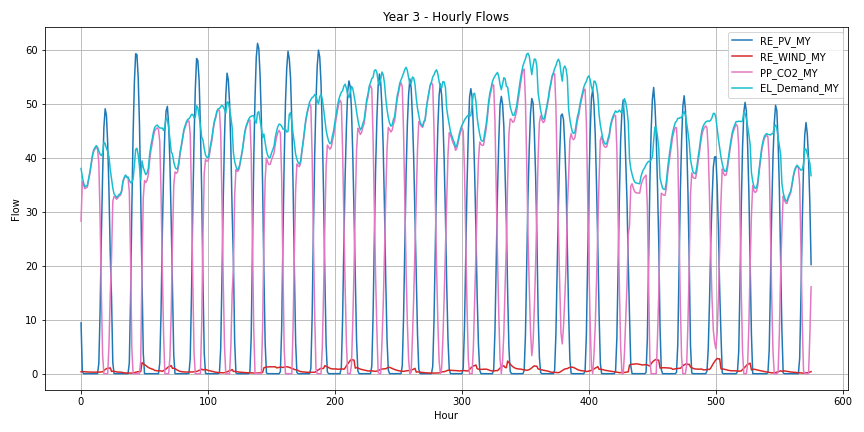 Year 3 - Hourly Flows
RE_PV_MY
RE_WIND_MY
PP_CO2_MY
EL_Demand_MY
60
50
40
30
20
10
0
Flow
0 100 200 300 400 500 600
Hour